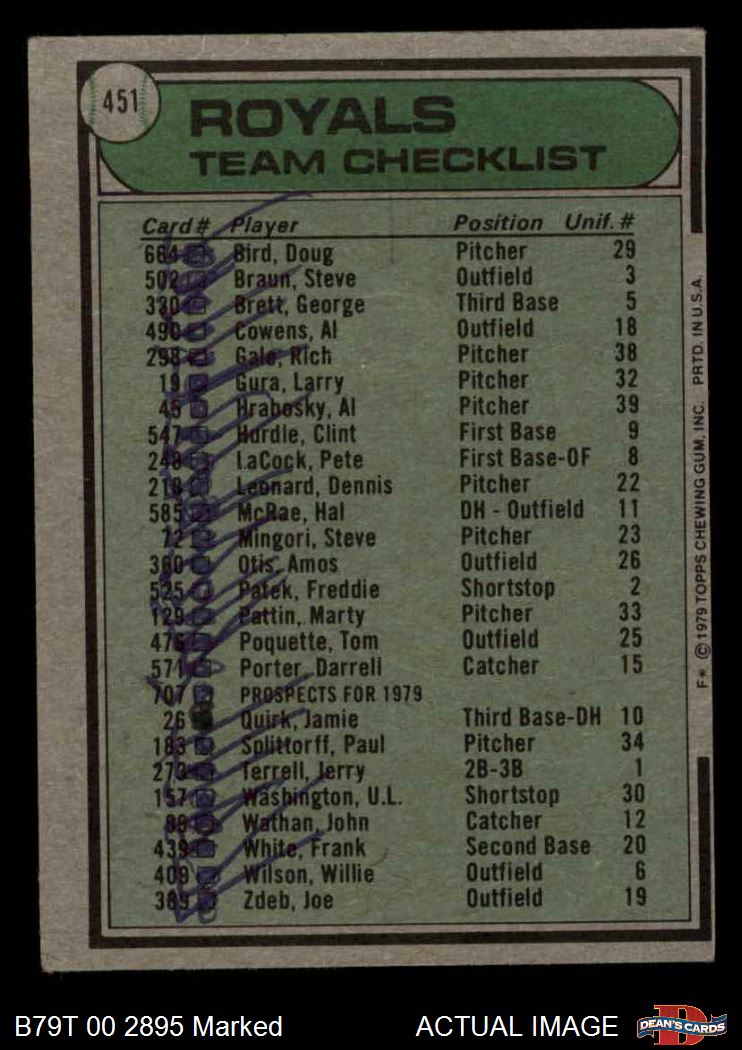 451
ROYALS
TEAM CHECKLIST
Card # Player Position Unif. #
664 Bird, Doug Pitcher 29
502 Braun, Steve Outfield 3
330 Brett, George Third Base 5
490 Cowens, Al Outfield 18
298 Gale, Rich Pitcher 38
19 Gura, Larry Pitcher 32
45 Hrabosky, Al Pitcher 39
547 Hurdle, Clint First Base 9
248 LaCock, Pete First Base-OF 8
218 Leonard, Dennis Pitcher 22
585 McRae, Hal DH - Outfield 11
72 Mingori, Steve Pitcher 23
360 Otis, Amos Outfield 26
525 Patek, Freddie Shortstop 2
129 Pattin, Marty Pitcher 33
476 Poquette, Tom Outfield 25
571 Porter, Darrell Catcher 15
707 PROSPECTS FOR 1979
26 Quirk, Jamie Third Base-DH 10
183 Splittorff, Paul Pitcher 34
273 Terrell, Jerry 2B-3B 1
157 Washington, U.L. Shortstop 30
99 Wathan, John Catcher 12
439 White, Frank Second Base 20
409 Wilson, Willie Outfield 6
389 Zdeb, Joe Outfield 19
F* © 1979 TOPPS CHEWING GUM, INC. PRTD. IN U.S.A.
B79T 00 2895 Marked ACTUAL IMAGE
DEAN'S CARDS